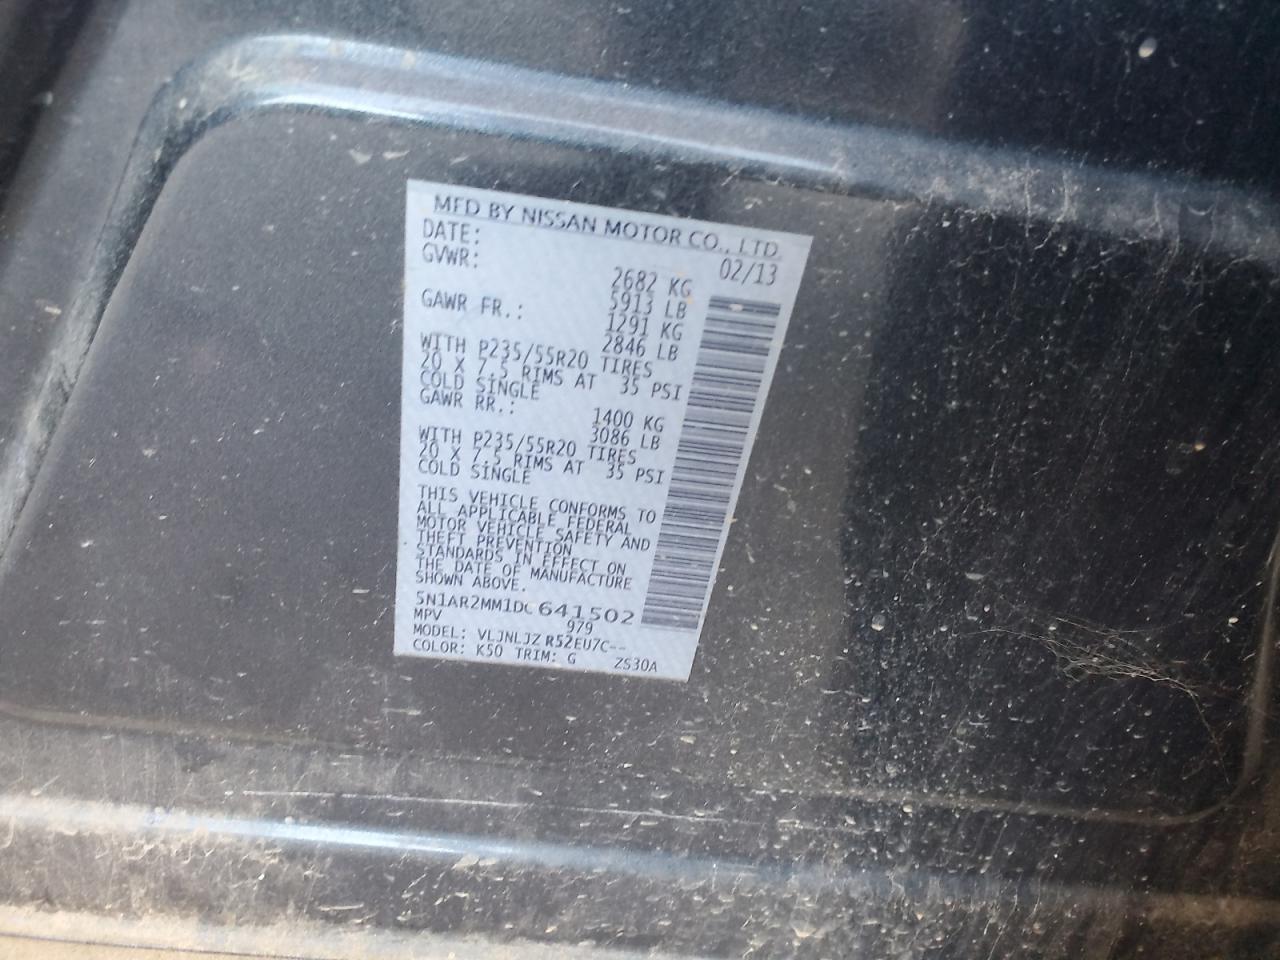 MFD BY NISSAN MOTOR CO., LTD.
DATE: 02/13
GVWR: 2682 KG
5913 LB
GAWR FR.: 1291 KG
2846 LB
WITH P235/55R20 TIRES
20 X 7.5 RIMS AT 35 PSI
COLD SINGLE
GAWR RR.: 1400 KG
3086 LB
WITH P235/55R20 TIRES
20 X 7.5 RIMS AT 35 PSI
COLD SINGLE
THIS VEHICLE CONFORMS TO
ALL APPLICABLE FEDERAL
MOTOR VEHICLE SAFETY AND
THEFT PREVENTION
STANDARDS IN EFFECT ON
THE DATE OF MANUFACTURE
SHOWN ABOVE.
5N1AR2MM1DC641502
MPV 979
MODEL: VLJNLJZ R52EU7C--
COLOR: K50 TRIM: G ZS30A